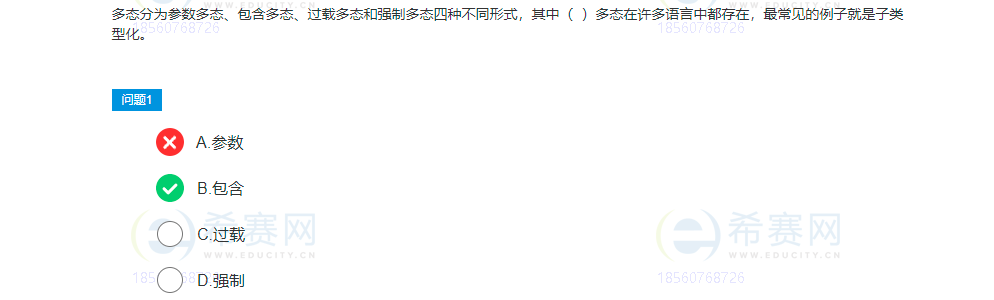 多态分为参数多态、包含多态、过载多态和强制多态四种不同形式，其中（ ）多态在许多语言中都存在，最常见的例子就是子类
型化。
18560768726
18560768726
问题1
A.参数
B.包含
C.过载
希赛网
WWW.EDUCITY.CN
希赛网
WWW.EDUCITY.CN
D.强制
18560768726